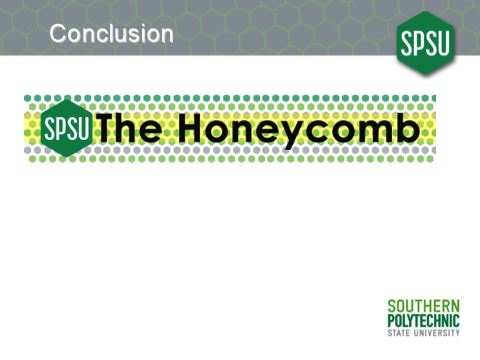 Conclusion
SPSU
SPSU The Honeycomb
SOUTHERN
POLYTECHNIC
STATE UNIVERSITY